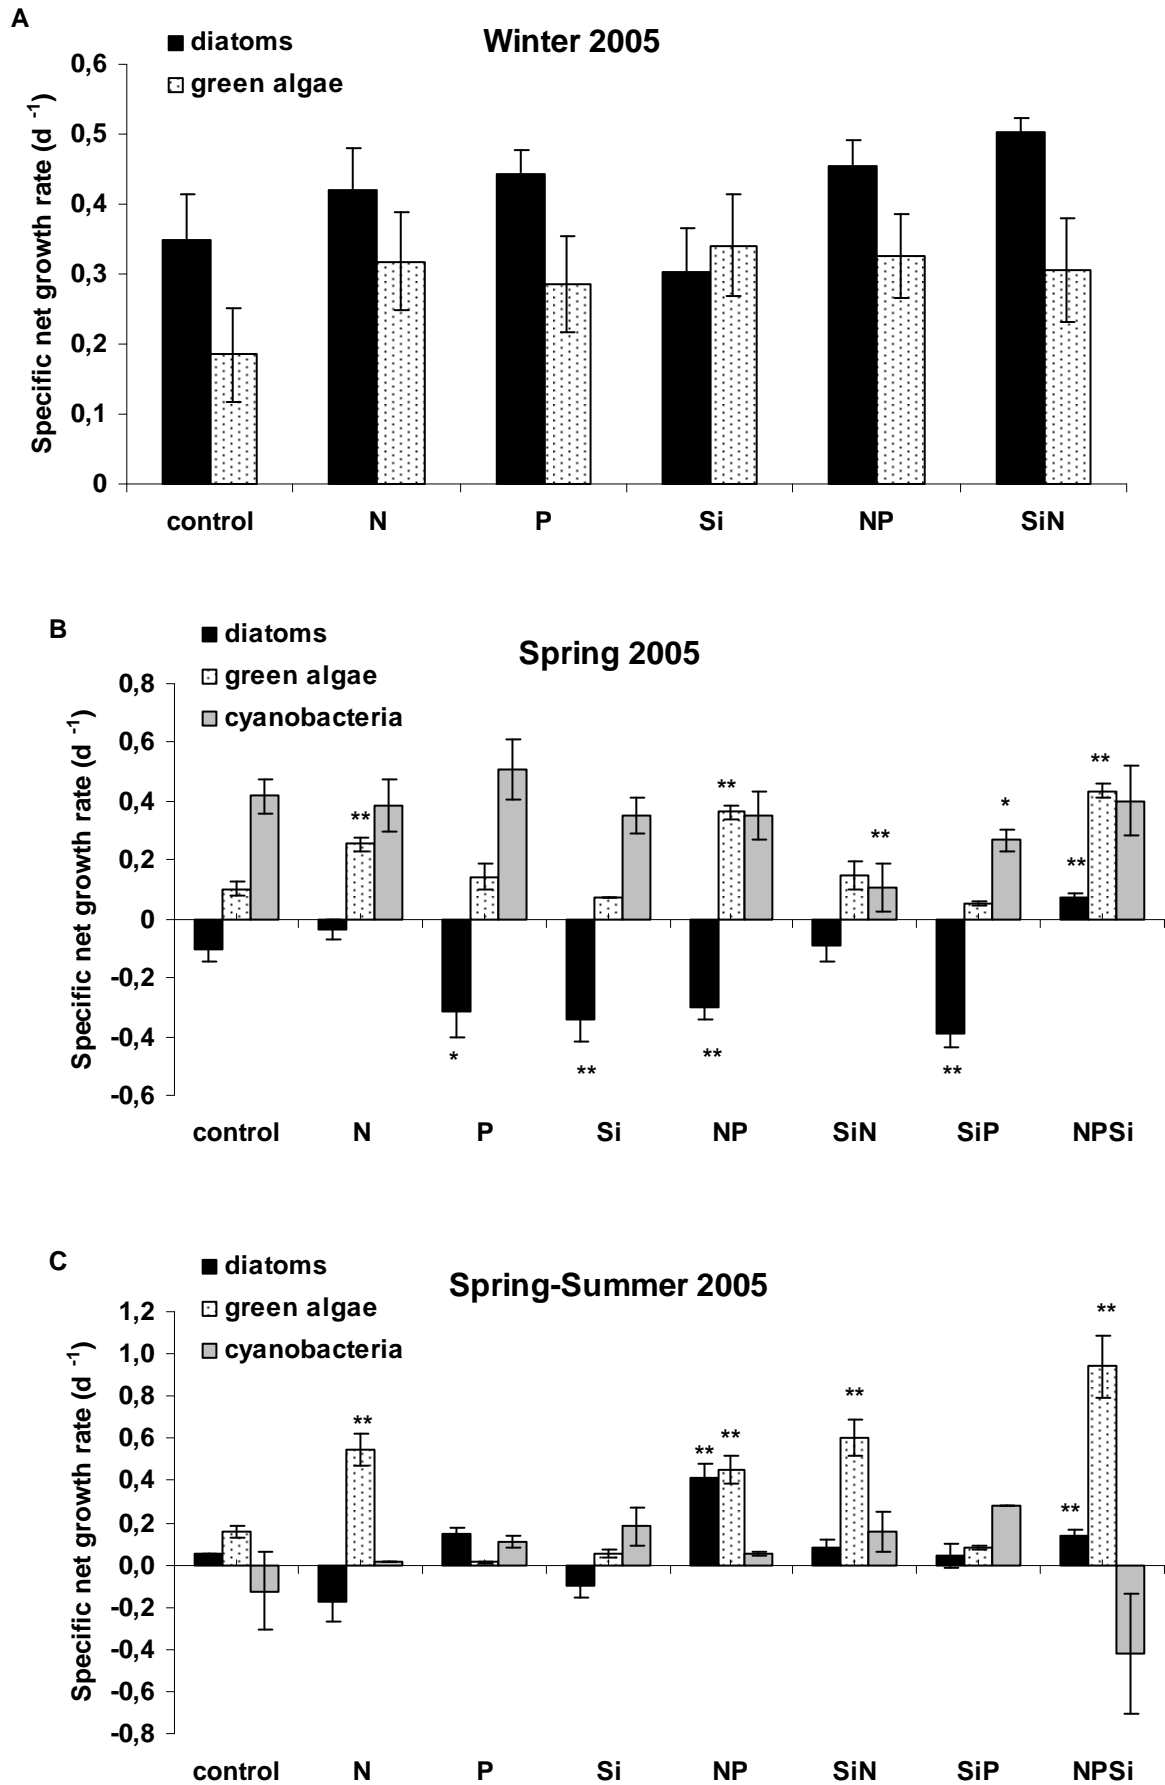 A
Winter 2005
diatoms
green algae
Specific net growth rate (d -1)
0,6
0,5
0,4
0,3
0,2
0,1
0
control N P Si NP SiN
B
Spring 2005
diatoms
green algae
cyanobacteria
Specific net growth rate (d -1)
0,8
0,6
0,4
0,2
0
-0,2
-0,4
-0,6
** ** ** * ** **
* ** ** **
control N P Si NP SiN SiP NPSi
C
Spring-Summer 2005
diatoms
green algae
cyanobacteria
Specific net growth rate (d -1)
1,2
1,0
0,8
0,6
0,4
0,2
0,0
-0,2
-0,4
-0,6
-0,8
** ** ** ** ** **
control N P Si NP SiN SiP NPSi